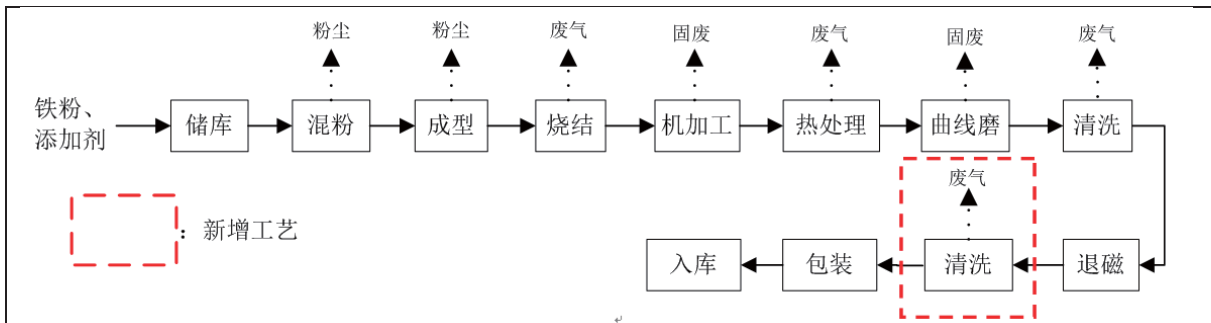 粉尘
粉尘
废气
固废
废气
固废
废气
铁粉、
添加剂
储库
混粉
成型
烧结
机加工
热处理
曲线磨
清洗
废气
：新增工艺
入库
包装
清洗
退磁